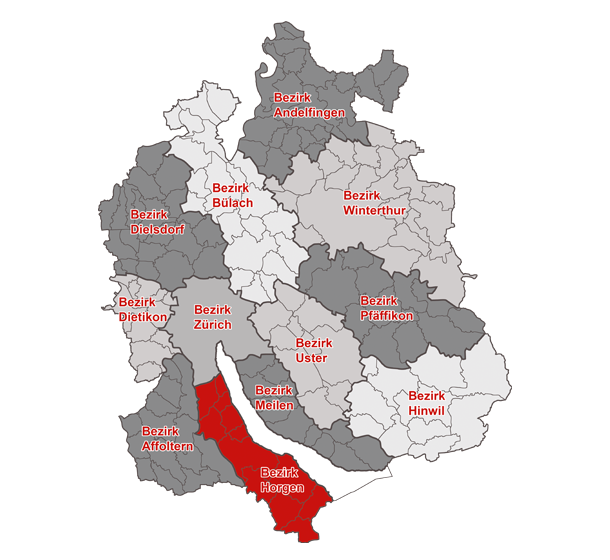 Bezirk
Andelfingen
Bezirk
Bülach
Bezirk
Winterthur
Bezirk
Dielsdorf
Bezirk
Dietikon
Bezirk
Zürich
Bezirk
Pfäffikon
Bezirk
Uster
Bezirk
Meilen
Bezirk
Hinwil
Bezirk
Affoltern
Bezirk
Horgen